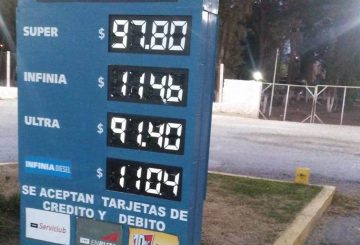 SUPER $ 97.80
INFINIA $ 114.6
ULTRA $ 91.40
INFINIA DIESEL $ 110.4
SE ACEPTAN TARJETAS DE
CREDITO Y DEBITO
Serviclub